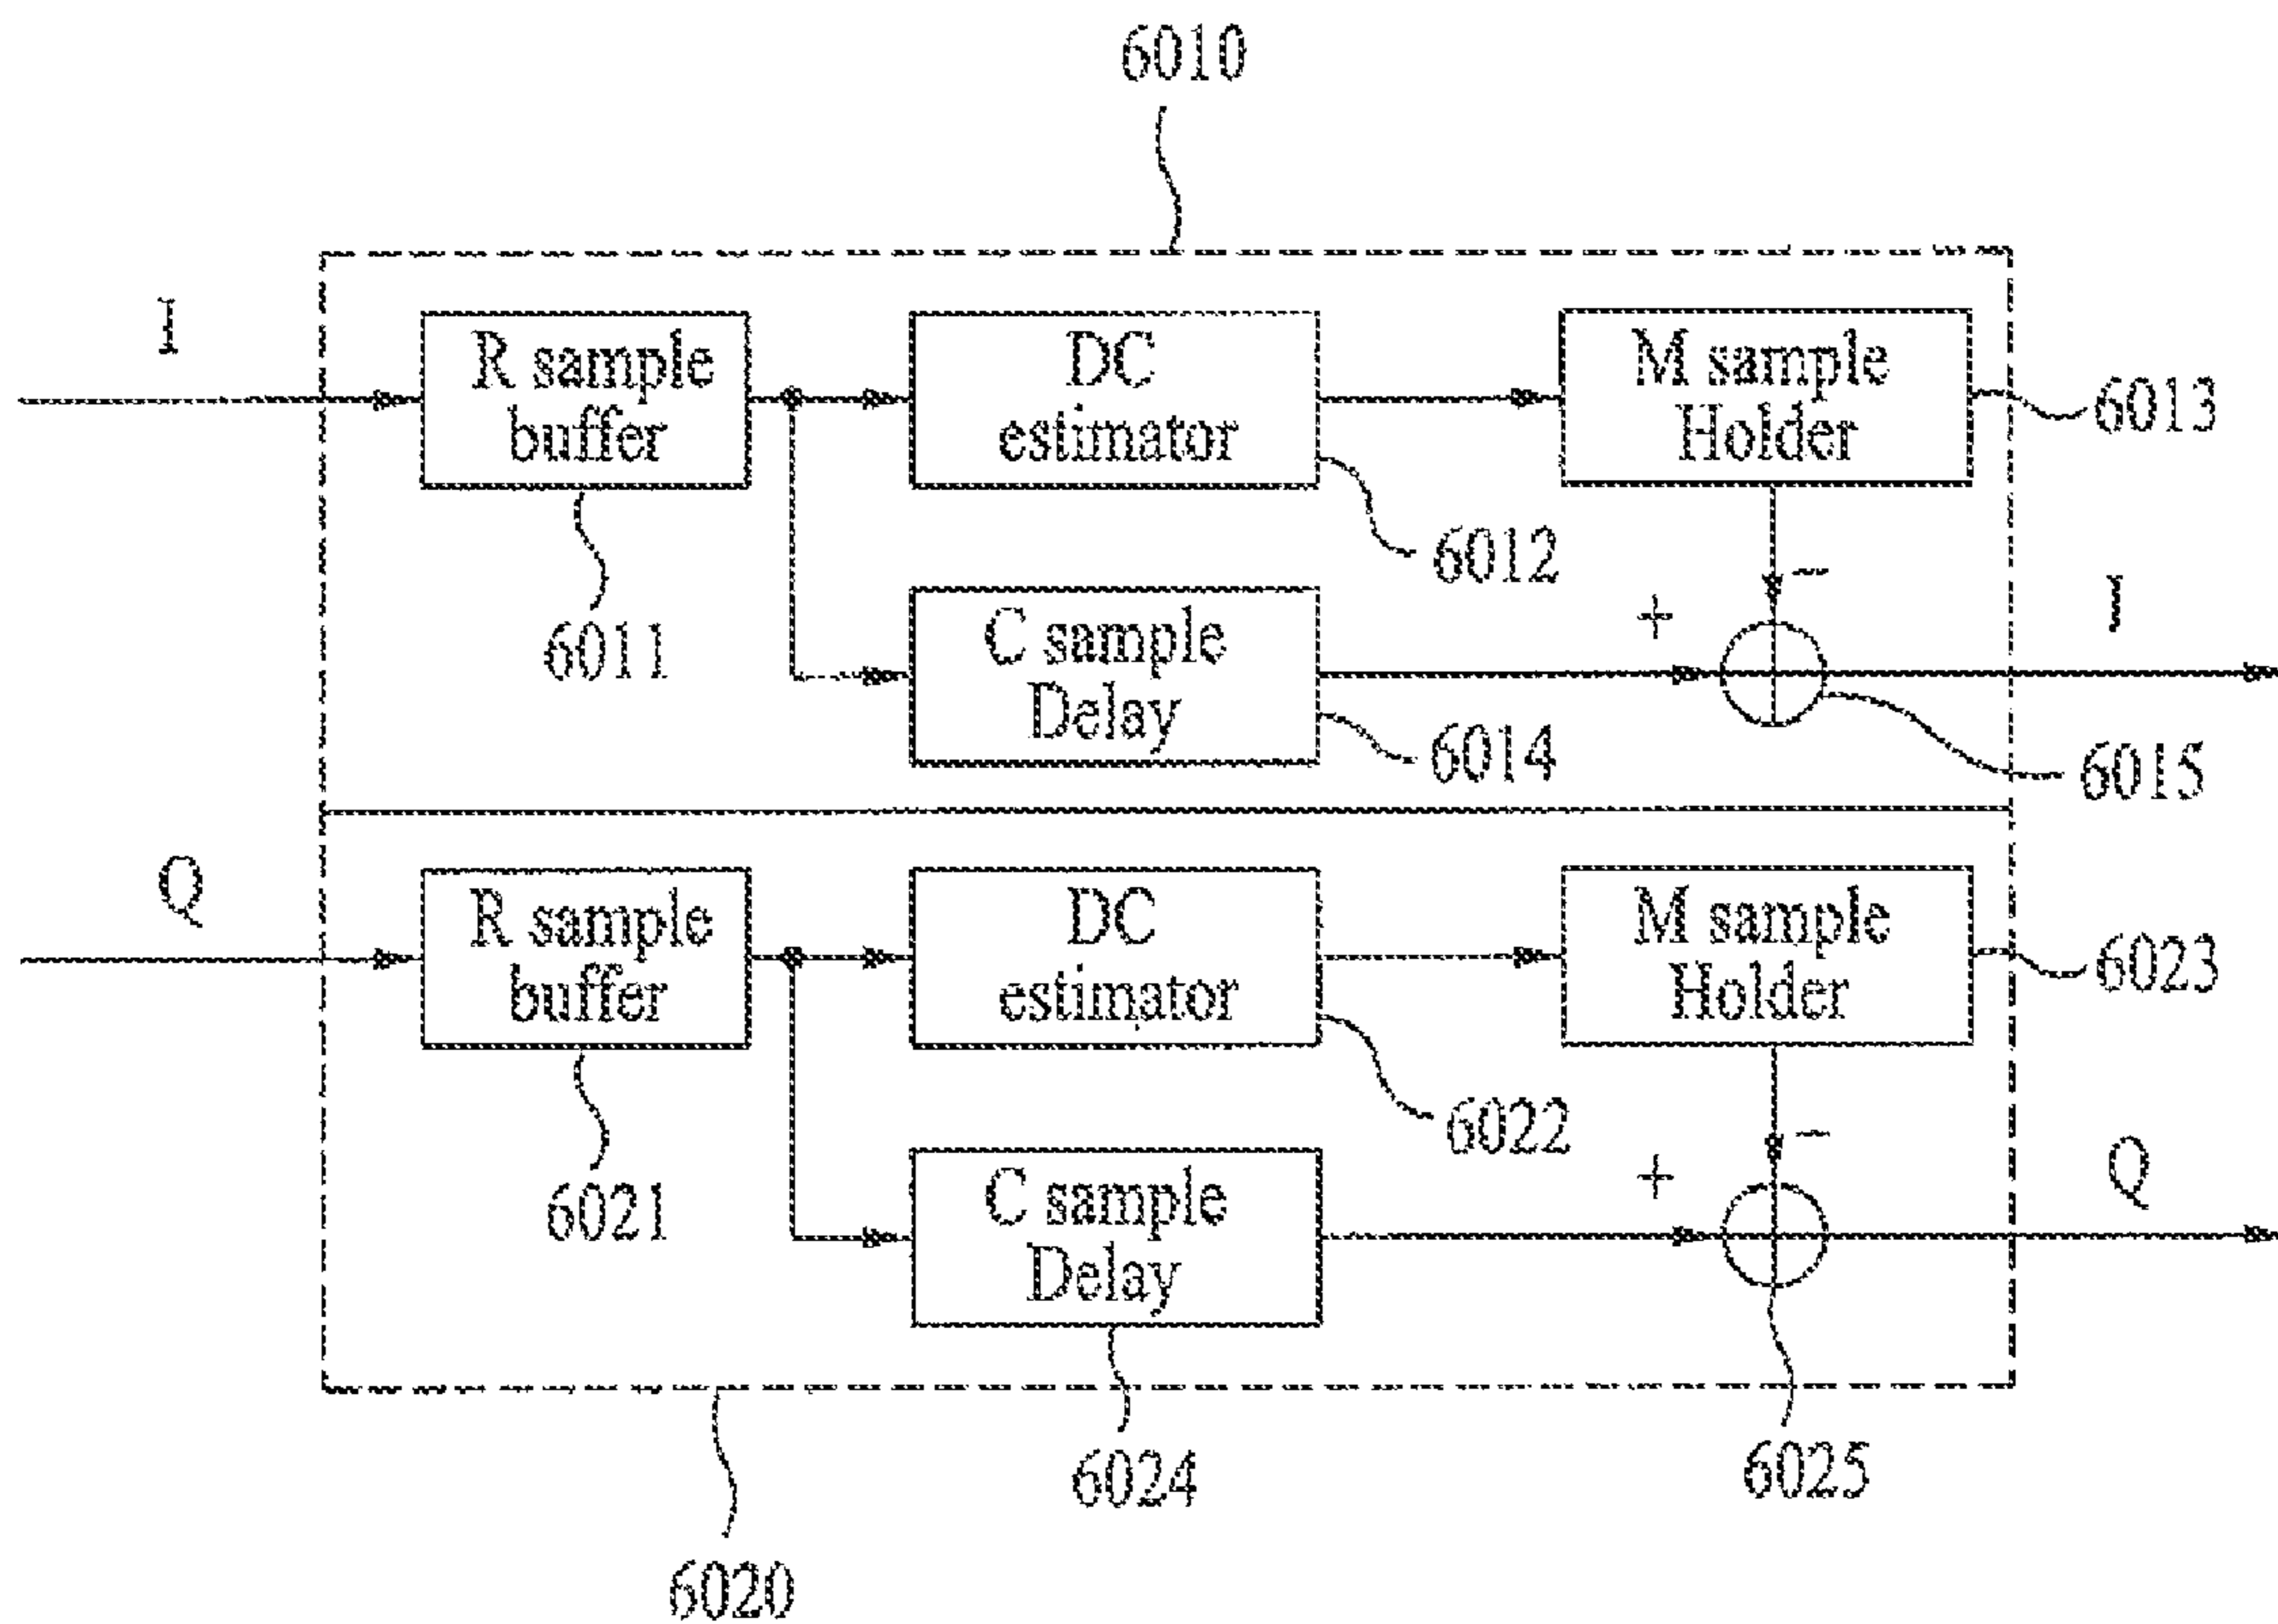 6010
I
R sample
buffer
DC
estimator
M sample
Holder
6013
6012
6011
C sample
Delay
6014
+
−
I
6015
Q
R sample
buffer
DC
estimator
M sample
Holder
6023
6022
6021
C sample
Delay
+
−
Q
6024
6025
6020